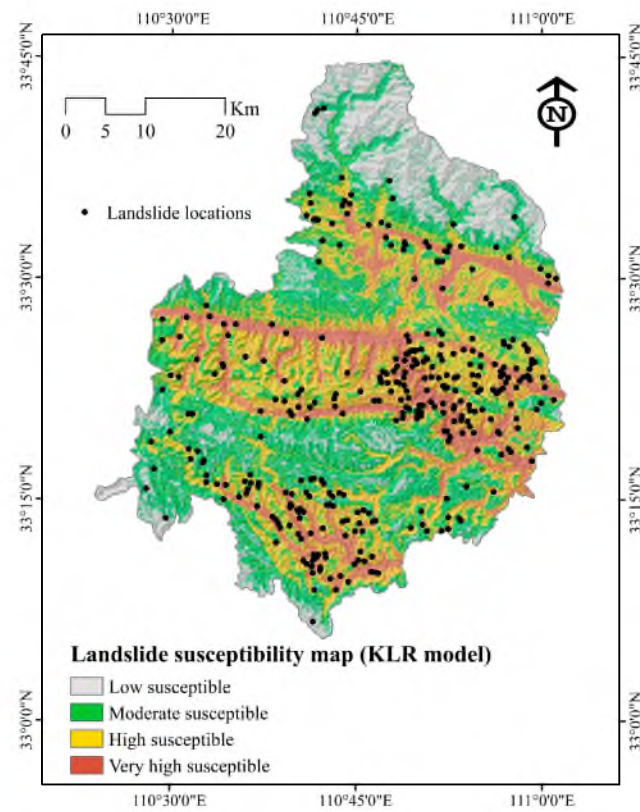 110°30'0"E 110°45'0"E 111°0'0"E
33°45'0"N
33°45'0"N
Km
0 5 10 20
N
Landslide locations
33°30'0"N
33°30'0"N
33°15'0"N
33°15'0"N
Landslide susceptibility map (KLR model)
Low susceptible
Moderate susceptible
High susceptible
Very high susceptible
33°0'0"N
33°0'0"N
110°30'0"E 110°45'0"E 111°0'0"E